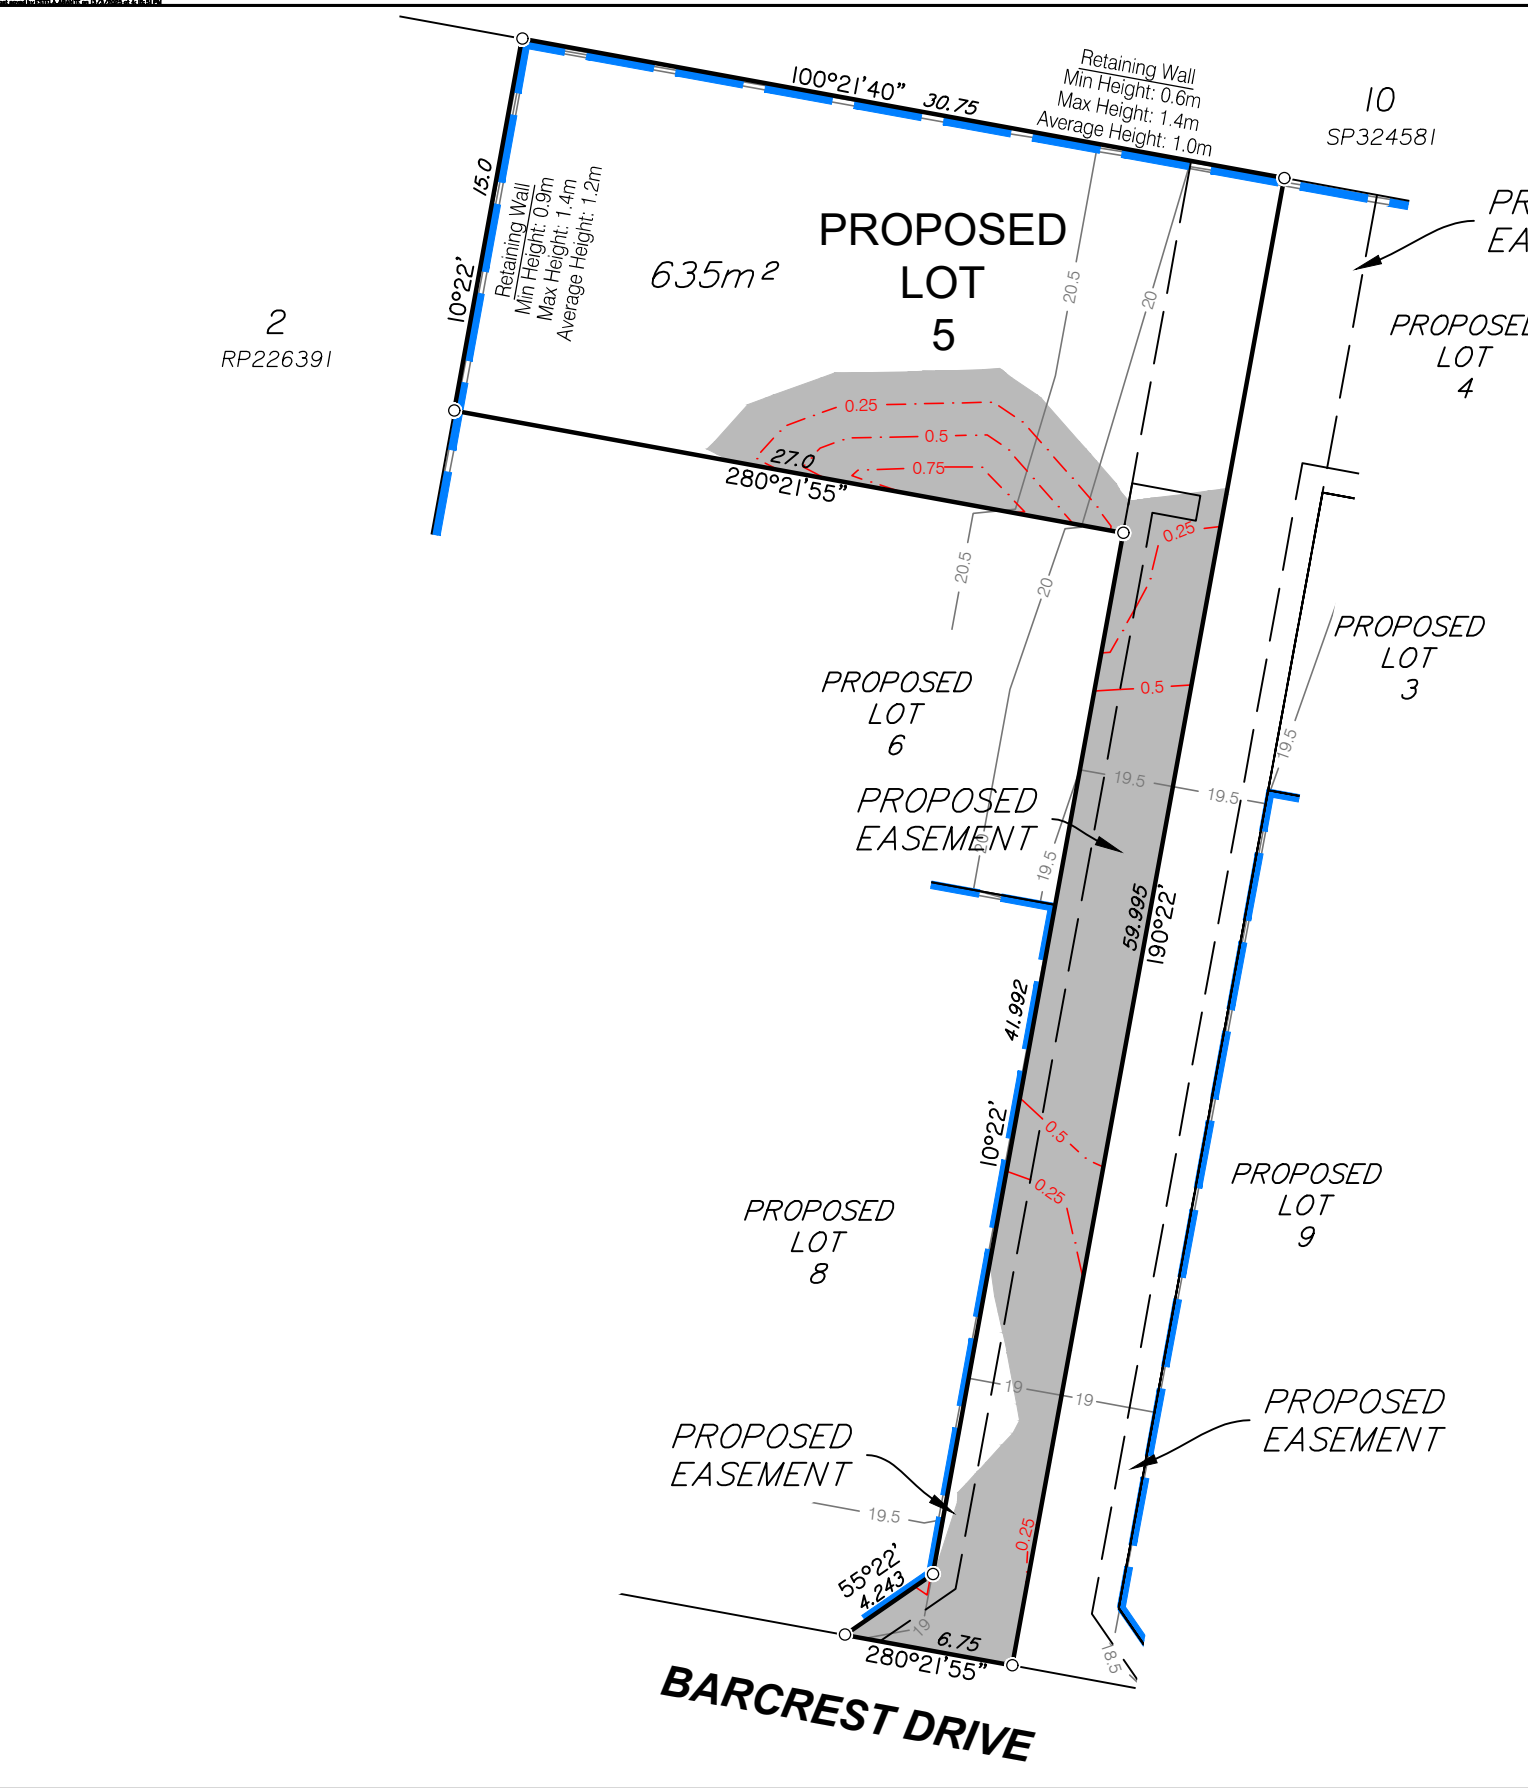 100°21'40"
30.75
Retaining Wall
Min Height: 0.6m
Max Height: 1.4m
Average Height: 1.0m
10
SP324581
15.0
10°22'
Retaining Wall
Min Height: 0.9m
Max Height: 1.4m
Average Height: 1.2m
635m²
PROPOSED
LOT
5
20.5
20
2
RP226391
PROPOSED
LOT
4
0.25
0.5
0.75
27.0
280°21'55"
0.25
20.5
20
PROPOSED
LOT
3
PROPOSED
LOT
6
0.5
19.5
19.5
19.5
PROPOSED
EASEMENT
20
19.5
59.995
190°22'
41.992
10°22'
0.5
0.25
PROPOSED
LOT
9
PROPOSED
LOT
8
19
19
PROPOSED
EASEMENT
PROPOSED
EASEMENT
19.5
0.25
55°22'
4.243
19
6.75
280°21'55"
18.5
BARCREST DRIVE